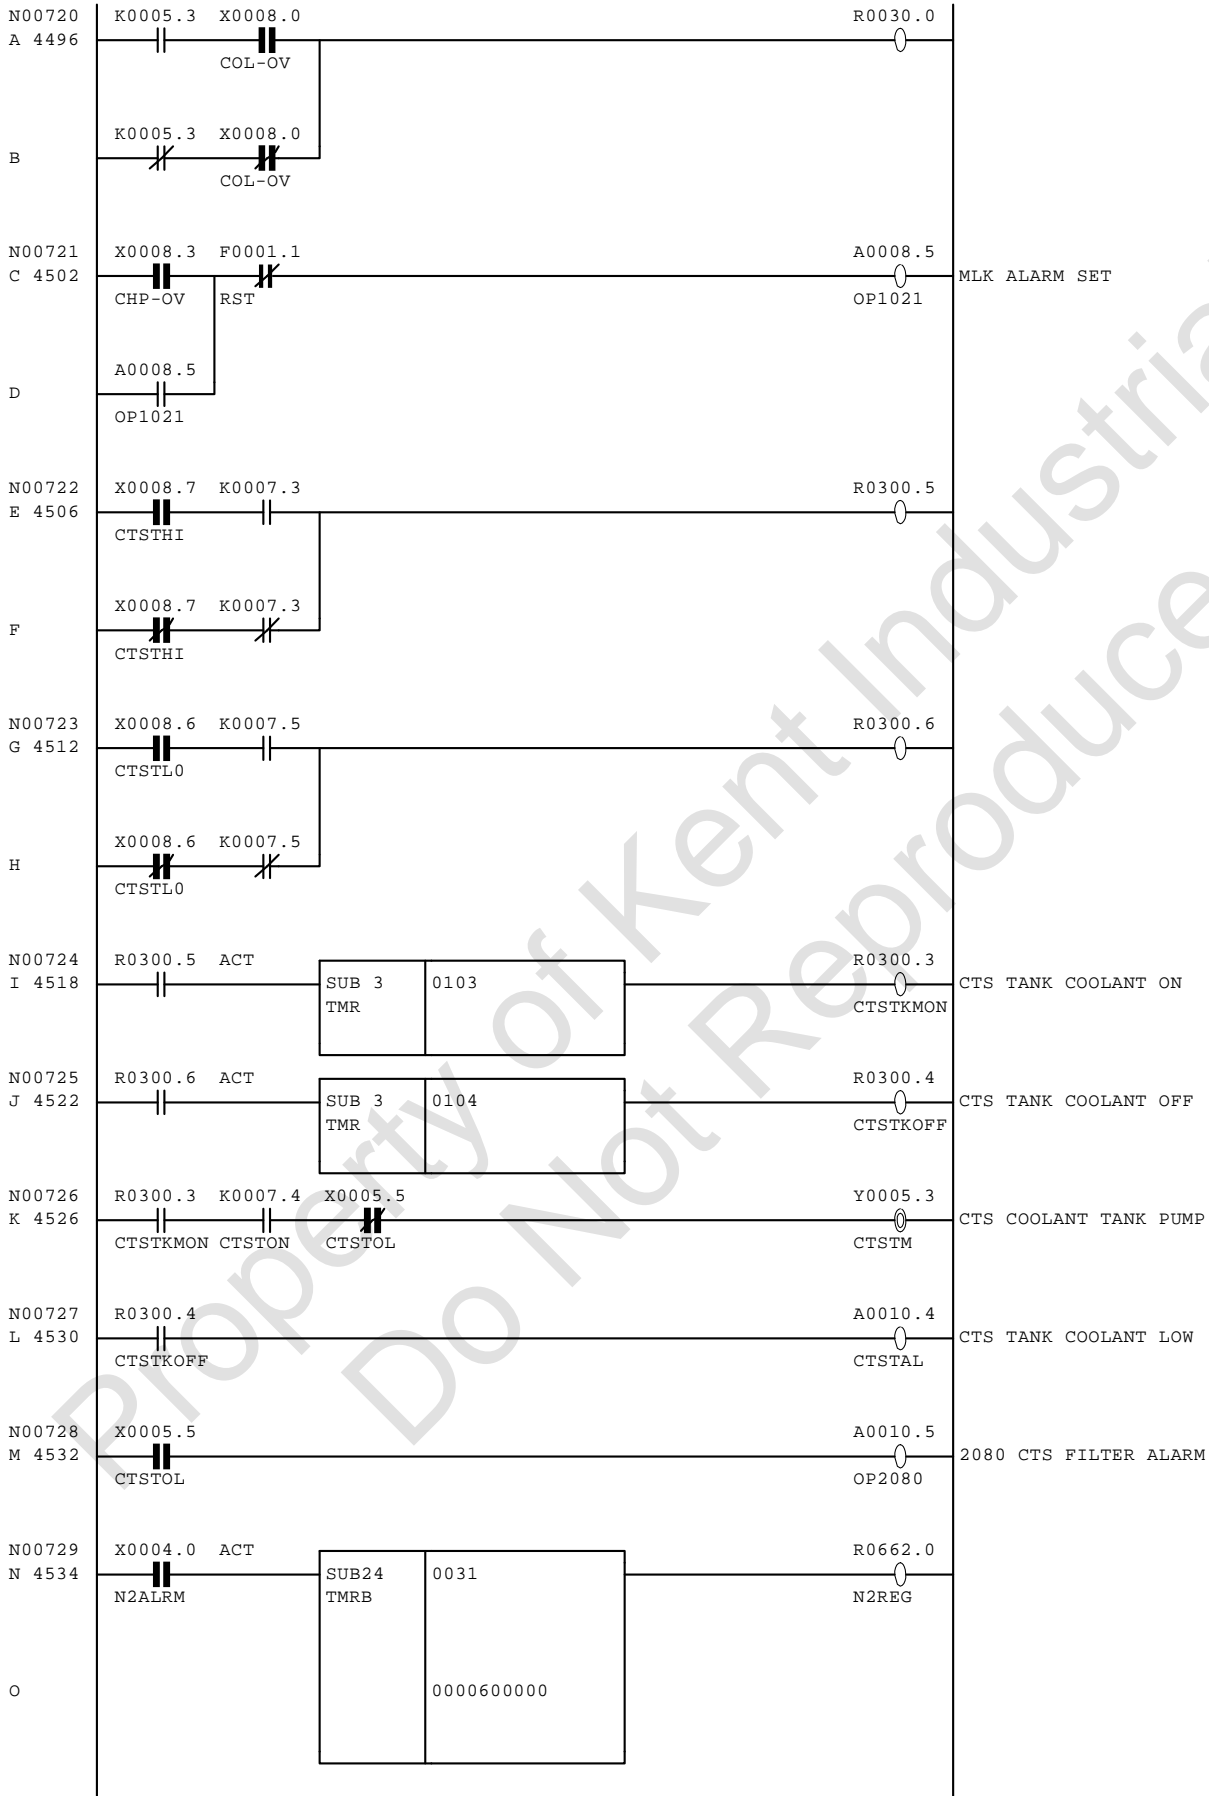 N00720 K0005.3 X0008.0 R0030.0
A 4496
COL-OV
K0005.3 X0008.0
B
COL-OV
N00721 X0008.3 F0001.1 A0008.5
C 4502 MLK ALARM SET
CHP-OV RST OP1021
A0008.5
D
OP1021
N00722 X0008.7 K0007.3 R0300.5
E 4506
CTSTHI
X0008.7 K0007.3
F
CTSTHI
N00723 X0008.6 K0007.5 R0300.6
G 4512
CTSTL0
X0008.6 K0007.5
H
CTSTL0
N00724 R0300.5 ACT R0300.3
I 4518 SUB 3 0103 CTS TANK COOLANT ON
TMR CTSTKMON
N00725 R0300.6 ACT R0300.4
J 4522 SUB 3 0104 CTS TANK COOLANT OFF
TMR CTSTKOFF
N00726 R0300.3 K0007.4 X0005.5 Y0005.3
K 4526 CTS COOLANT TANK PUMP
CTSTKMON CTSTON CTSTOL CTSTM
N00727 R0300.4 A0010.4
L 4530 CTS TANK COOLANT LOW
CTSTKOFF CTSTAL
N00728 X0005.5 A0010.5
M 4532 2080 CTS FILTER ALARM
CTSTOL OP2080
N00729 X0004.0 ACT R0662.0
N 4534 SUB24 0031
N2ALRM TMRB N2REG
O 0000600000
Property of Kent Industria
Do Not Reproduce